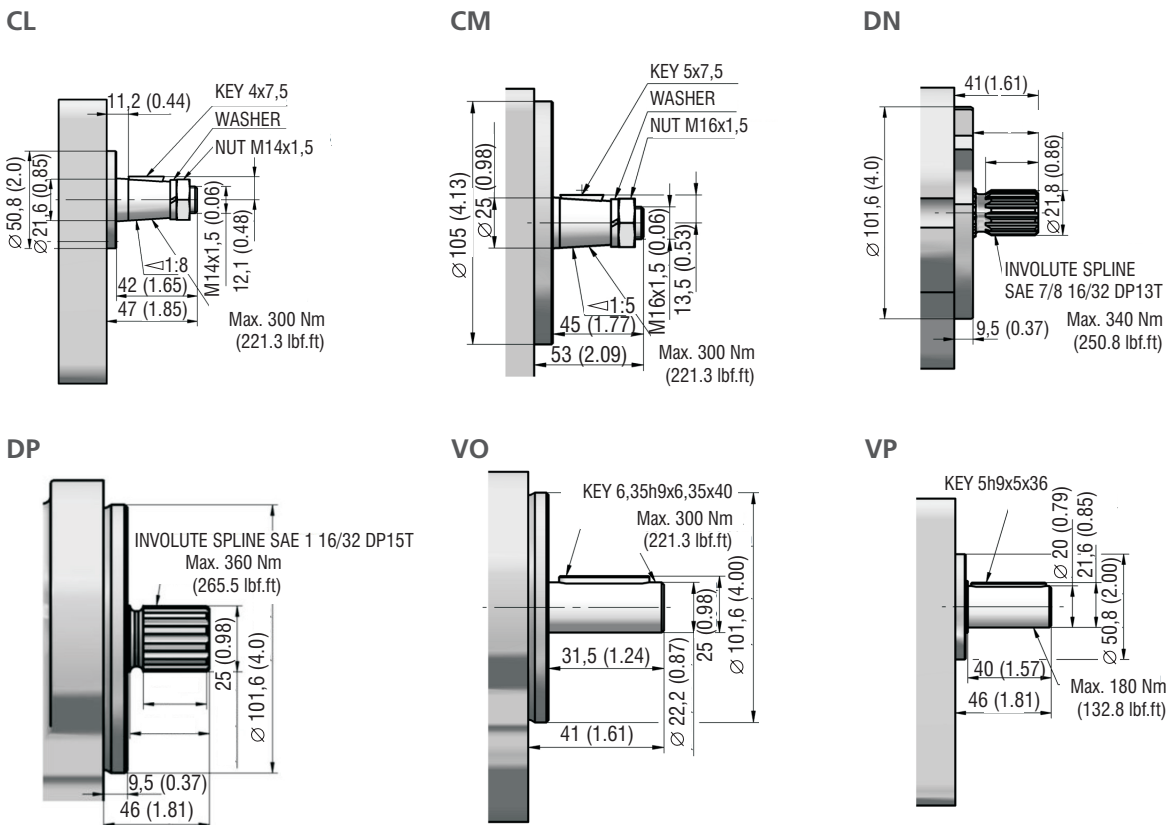 CL
11,2 (0.44)
KEY 4x7,5
WASHER
NUT M14x1,5
Ø 50,8 (2.0)
Ø 21,6 (0.85)
M14x1,5 (0.06)
12,1 (0.48)
1:8
42 (1.65)
47 (1.85)
Max. 300 Nm
(221.3 lbf.ft)
CM
KEY 5x7,5
WASHER
NUT M16x1,5
Ø 105 (4.13)
Ø 25 (0.98)
M16x1,5 (0.06)
13,5 (0.53)
1:5
45 (1.77)
53 (2.09)
Max. 300 Nm
(221.3 lbf.ft)
DN
41(1.61)
Ø 101,6 (4.0)
Ø 21,8 (0.86)
INVOLUTE SPLINE
SAE 7/8 16/32 DP13T
9,5 (0.37)
Max. 340 Nm
(250.8 lbf.ft)
DP
INVOLUTE SPLINE SAE 1 16/32 DP15T
Max. 360 Nm
(265.5 lbf.ft)
25 (0.98)
Ø 101,6 (4.0)
9,5 (0.37)
46 (1.81)
VO
KEY 6,35h9x6,35x40
Max. 300 Nm
(221.3 lbf.ft)
31,5 (1.24)
41 (1.61)
Ø 22,2 (0.87)
25 (0.98)
Ø 101,6 (4.00)
VP
KEY 5h9x5x36
Ø 20 (0.79)
21,6 (0.85)
Ø 50,8 (2.00)
40 (1.57)
46 (1.81)
Max. 180 Nm
(132.8 lbf.ft)